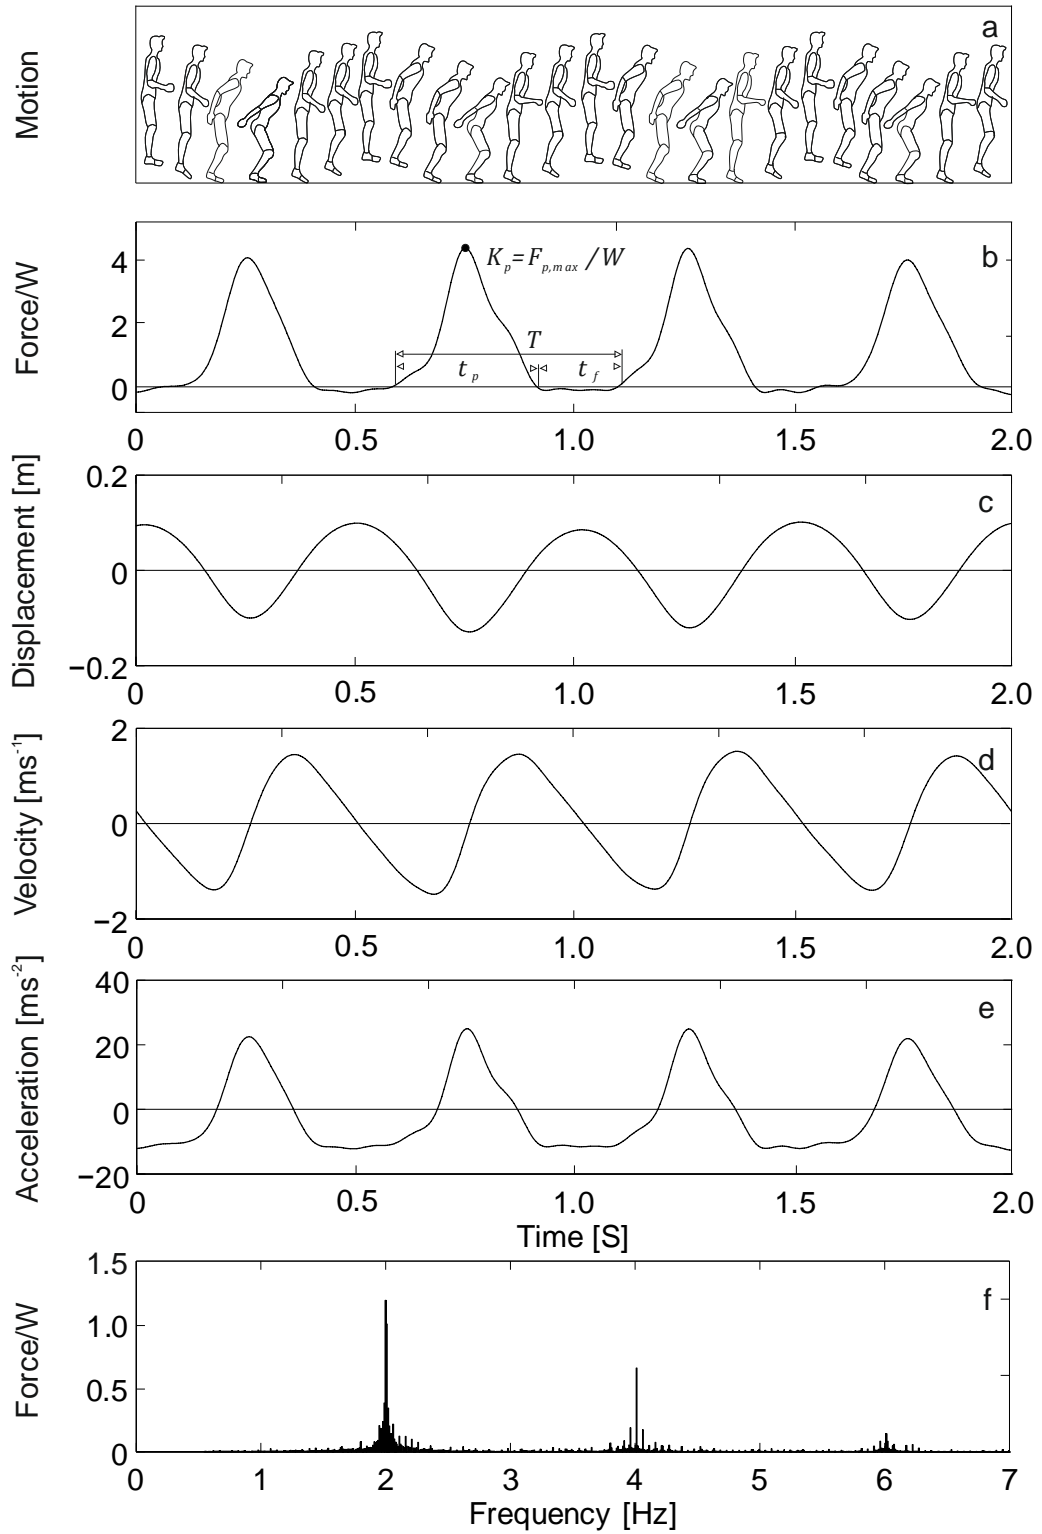 Motion
a
Force/W
4
2
0
b
K_p=F_{p,max}/W
T
t_p
t_f
0 0.5 1.0 1.5 2.0
Displacement [m]
0.2
0
−0.2
c
0 0.5 1.0 1.5 2.0
Velocity [ms⁻¹]
2
0
−2
d
0 0.5 1.0 1.5 2.0
Acceleration [ms⁻²]
40
20
0
−20
e
0 0.5 1.0 1.5 2.0
Time [S]
Force/W
1.5
1.0
0.5
0
f
0 1 2 3 4 5 6 7
Frequency [Hz]